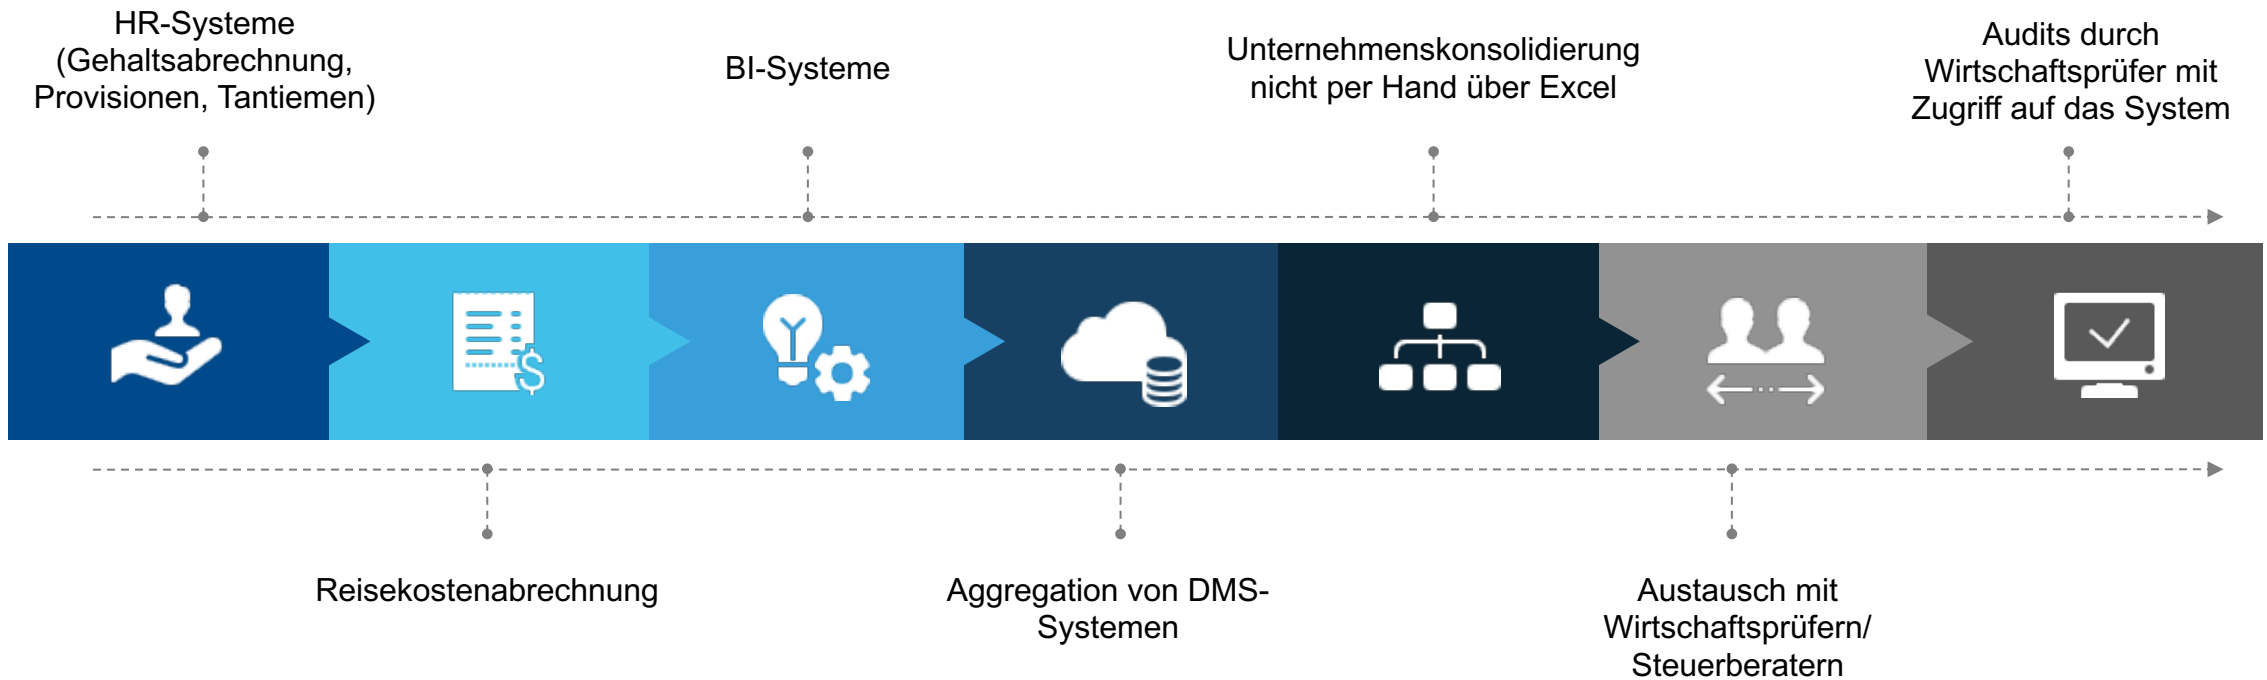 HR-Systeme
(Gehaltsabrechnung,
Provisionen, Tantiemen)
BI-Systeme
Unternehmenskonsolidierung
nicht per Hand über Excel
Audits durch
Wirtschaftsprüfer mit
Zugriff auf das System
$
Reisekostenabrechnung
Aggregation von DMS-
Systemen
Austausch mit
Wirtschaftsprüfern/
Steuerberatern